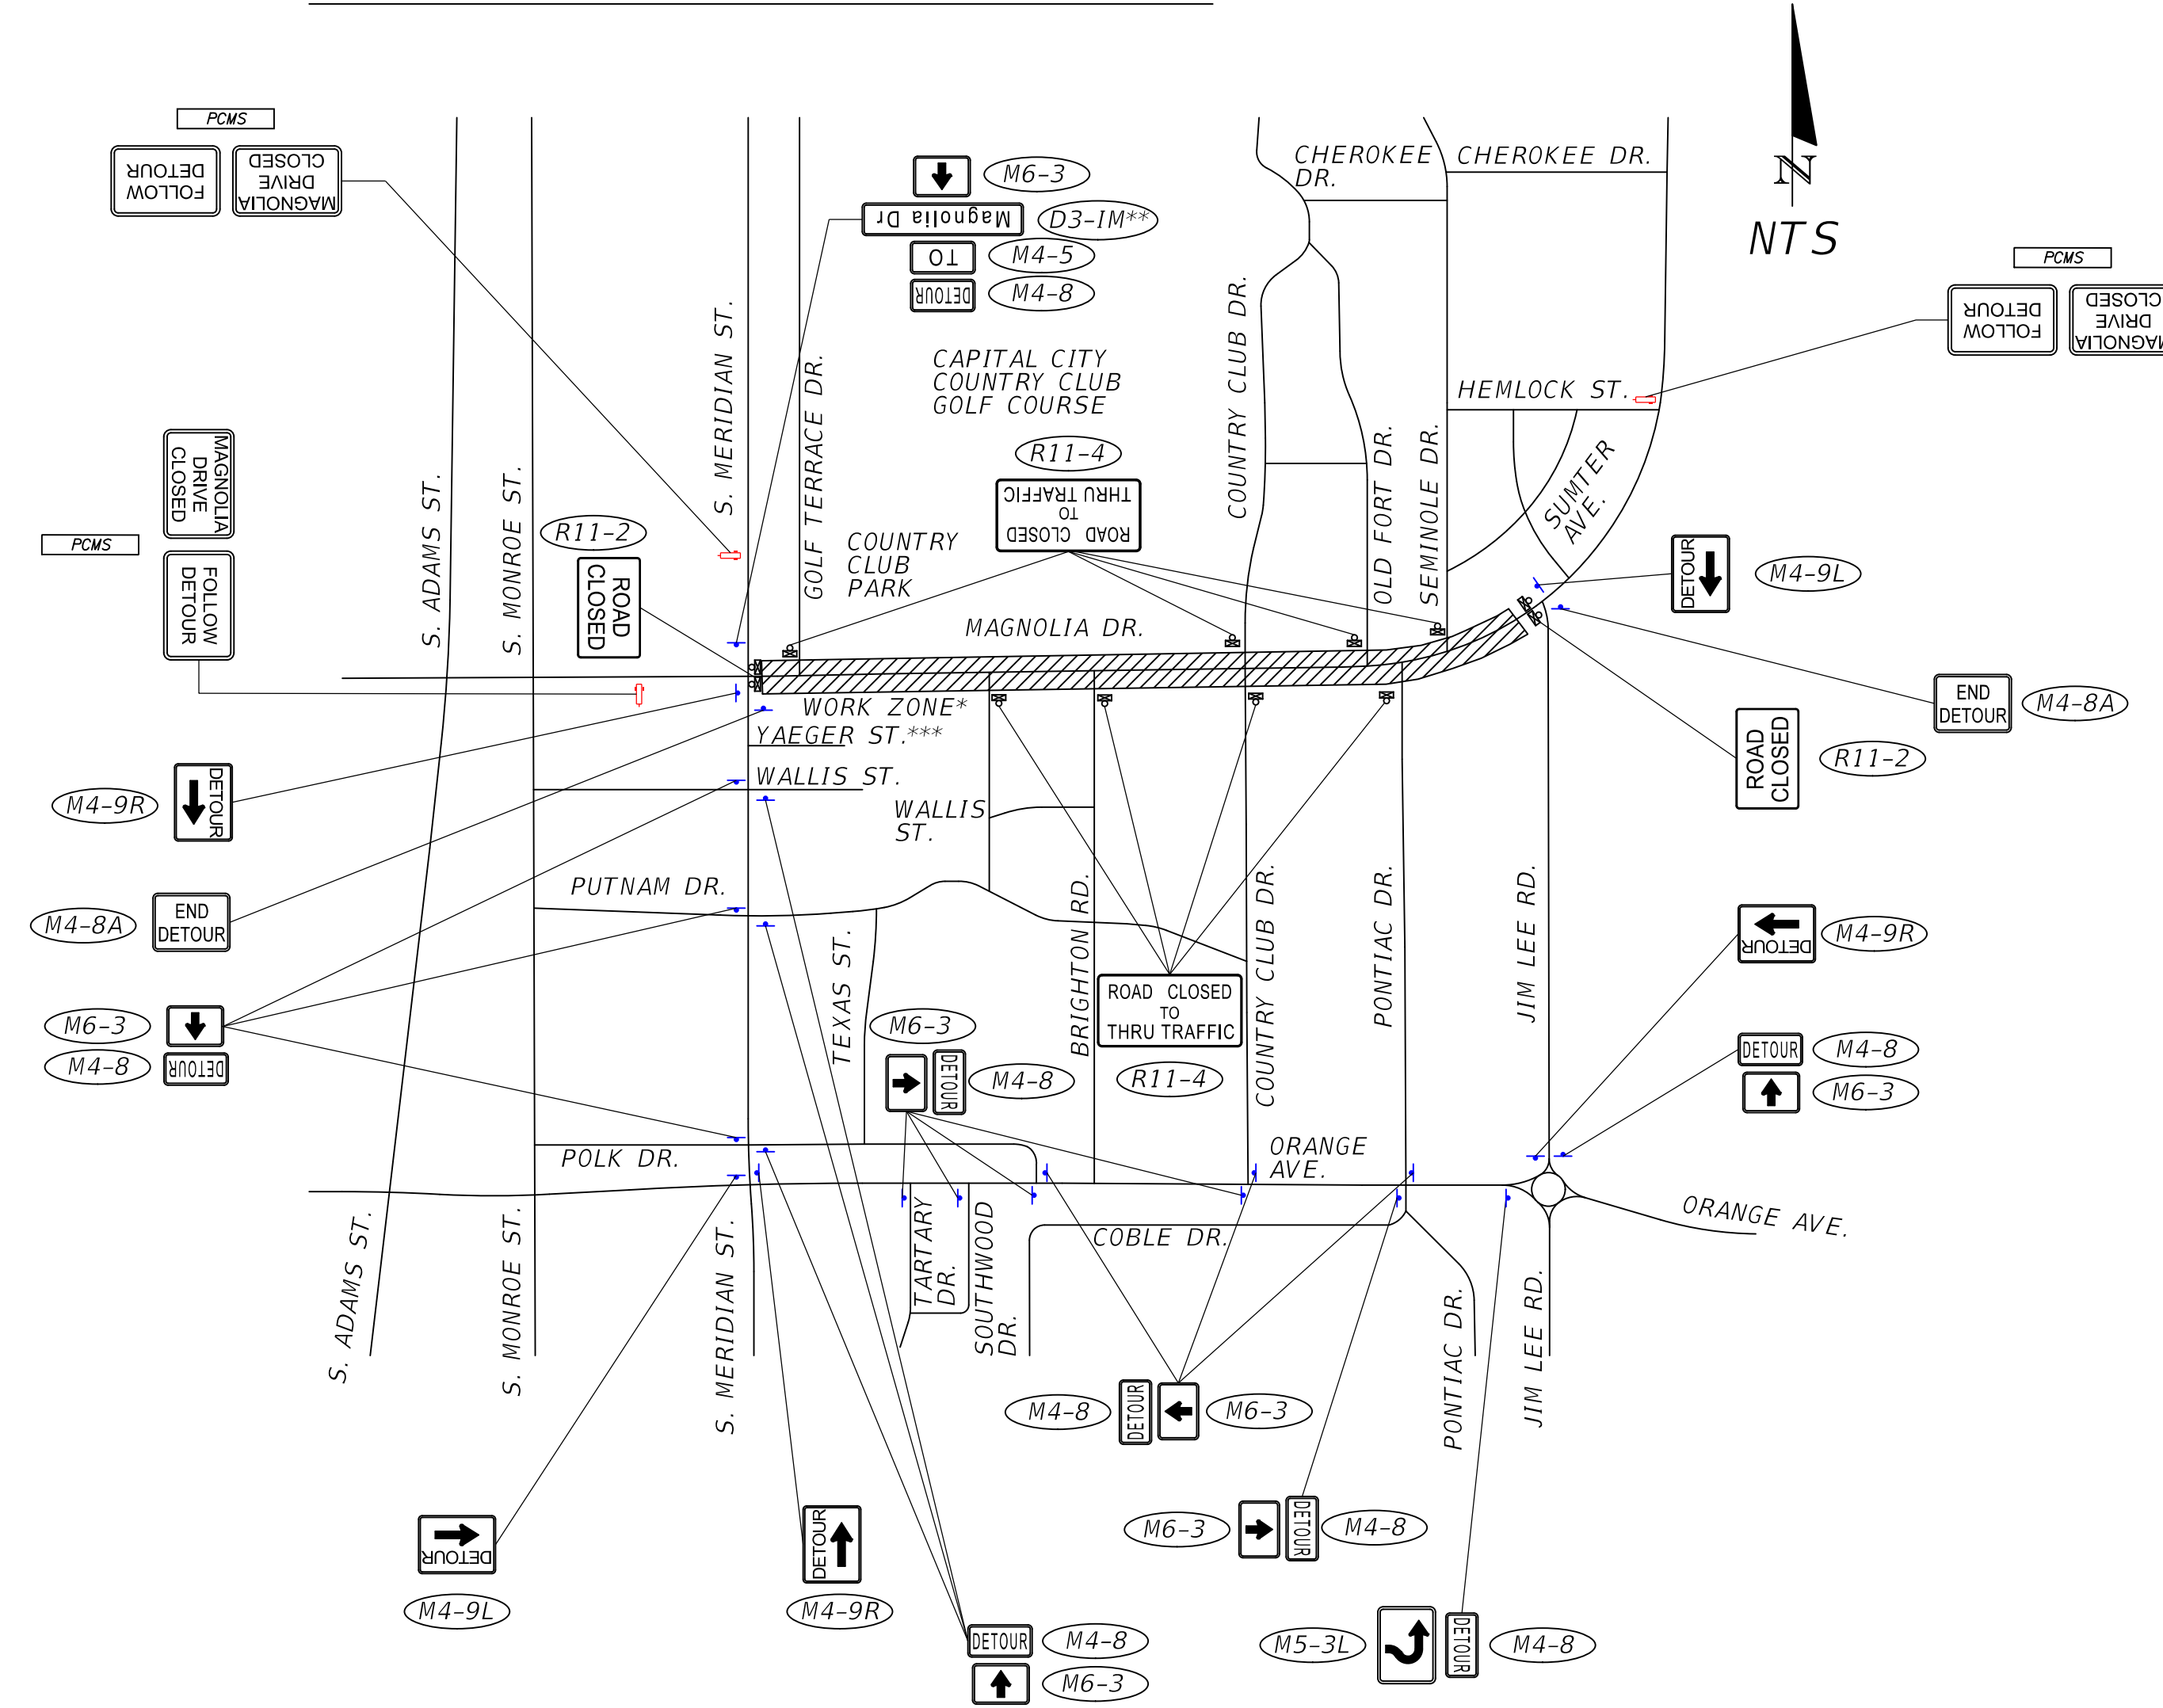 PCMS
FOLLOW
DETOUR
MAGNOLIA
DRIVE
CLOSED
M6-3
Magnolia Dr
D3-IM**
TO
M4-5
DETOUR
M4-8
CHEROKEE
DR.
CHEROKEE DR.
N
NTS
PCMS
FOLLOW
DETOUR
MAGNOLIA
DRIVE
CLOSED
S. MERIDIAN ST.
GOLF TERRACE DR.
CAPITAL CITY
COUNTRY CLUB
GOLF COURSE
COUNTRY CLUB DR.
HEMLOCK ST.
OLD FORT DR.
SEMINOLE DR.
SUMTER
AVE.
MAGNOLIA
DRIVE
CLOSED
PCMS
FOLLOW
DETOUR
S. ADAMS ST.
S. MONROE ST.
R11-2
ROAD
CLOSED
R11-4
ROAD CLOSED
TO
THRU TRAFFIC
COUNTRY
CLUB
PARK
MAGNOLIA DR.
DETOUR
M4-9L
END
DETOUR
M4-8A
ROAD
CLOSED
R11-2
WORK ZONE*
YAEGER ST.***
WALLIS ST.
WALLIS
ST.
M4-9R
DETOUR
M4-8A
END
DETOUR
PUTNAM DR.
TEXAS ST.
BRIGHTON RD.
COUNTRY CLUB DR.
PONTIAC DR.
JIM LEE RD.
DETOUR
M4-9R
M6-3
M4-8
DETOUR
M6-3
DETOUR
M4-8
ROAD CLOSED
TO
THRU TRAFFIC
R11-4
DETOUR
M4-8
M6-3
POLK DR.
ORANGE
AVE.
ORANGE AVE.
S. ADAMS ST.
S. MONROE ST.
S. MERIDIAN ST.
TARTARY
DR.
SOUTHWOOD
DR.
COBLE DR.
PONTIAC DR.
JIM LEE RD.
M4-8
DETOUR
M6-3
DETOUR
M4-9L
DETOUR
M4-9R
M6-3
DETOUR
M4-8
DETOUR
M4-8
M6-3
M5-3L
DETOUR
M4-8